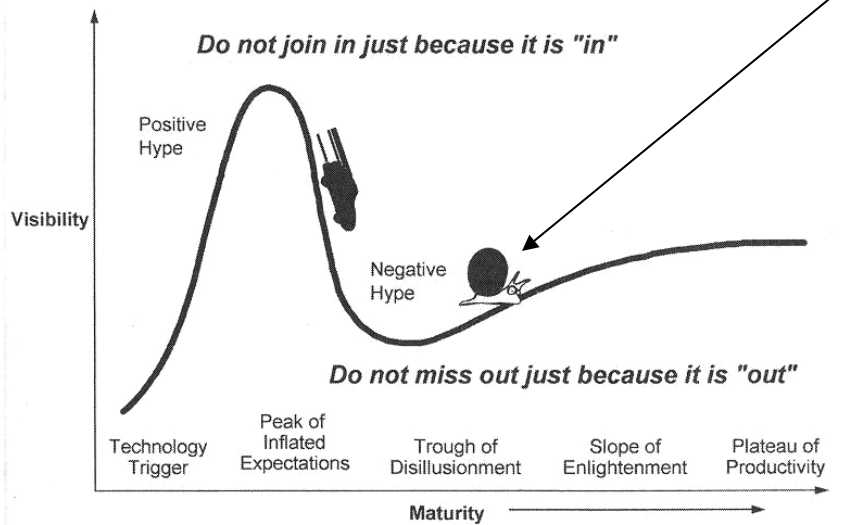 Do not join in just because it is "in"
Positive
Hype
Visibility
Negative
Hype
Do not miss out just because it is "out"
Technology
Trigger
Peak of
Inflated
Expectations
Trough of
Disillusionment
Slope of
Enlightenment
Plateau of
Productivity
Maturity